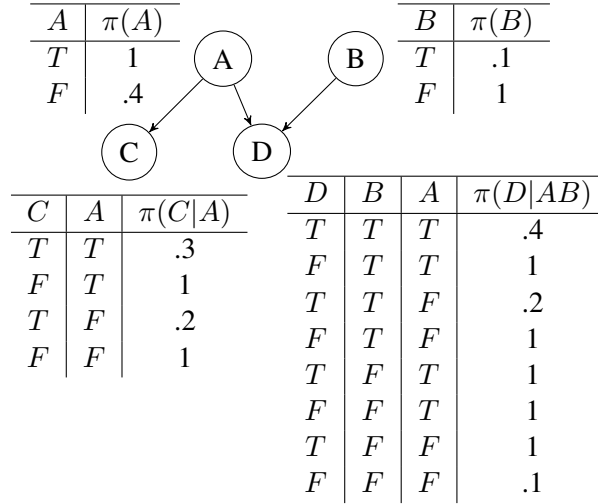 A π(A)
T 1
F .4
A
B
B π(B)
T .1
F 1
C
D
C A π(C|A)
T T .3
F T 1
T F .2
F F 1
D B A π(D|AB)
T T T .4
F T T 1
T T F .2
F T F 1
T F T 1
F F T 1
T F F 1
F F F .1